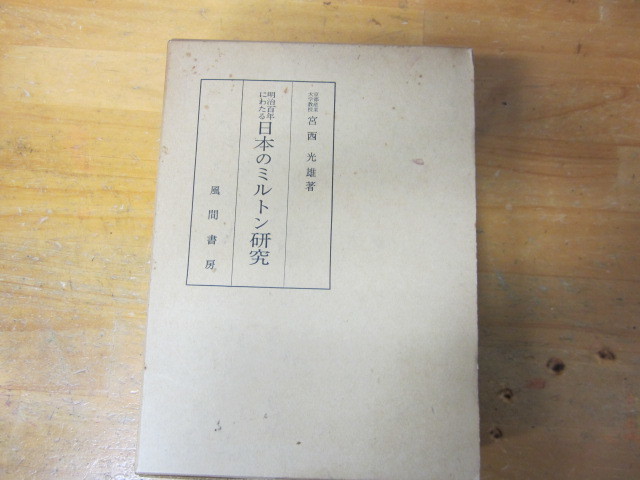 宮西光雄著
明治百年
にわたる
日本のミルトン研究
風間書房